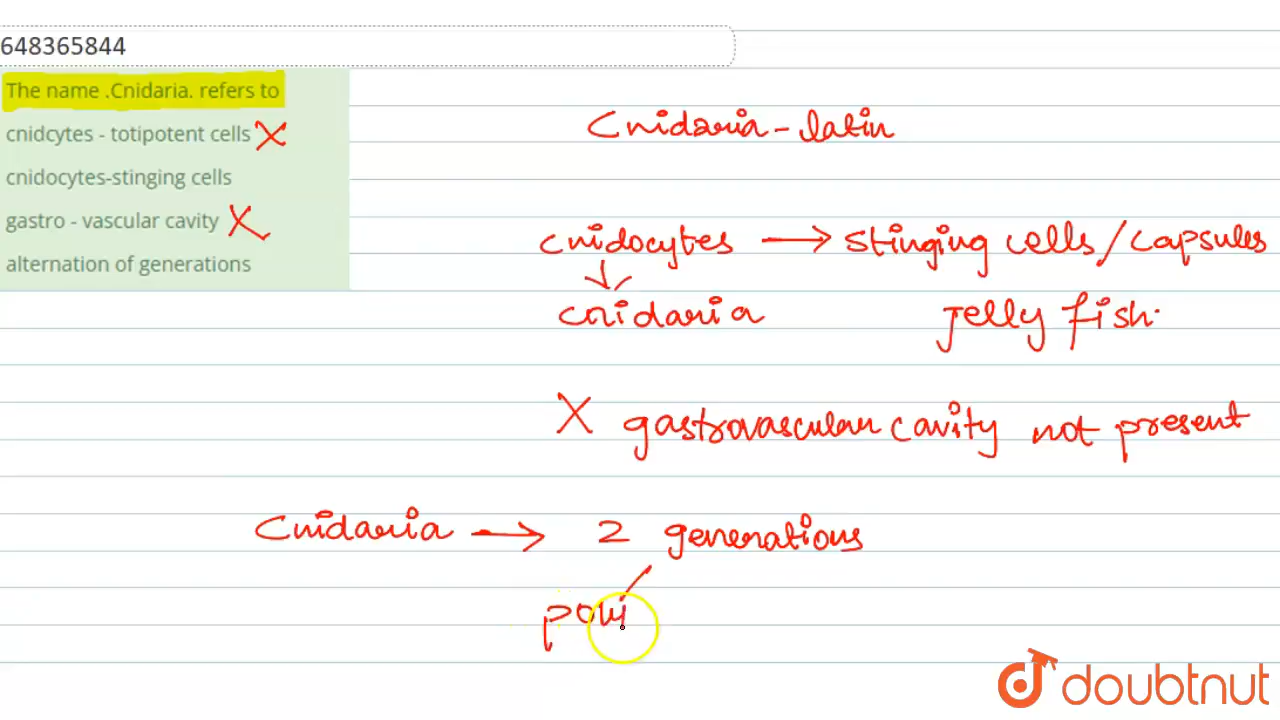 648365844
The name .Cnidaria. refers to
cnidcytes - totipotent cells X
cnidocytes-stinging cells
gastro - vascular cavity X
alternation of generations
Cnidaria - latin
cnidocytes → stinging cells / capsules
cnidaria jelly fish.
X gastrovascular cavity not present
Cnidaria → 2 generations
poly
doubtnut